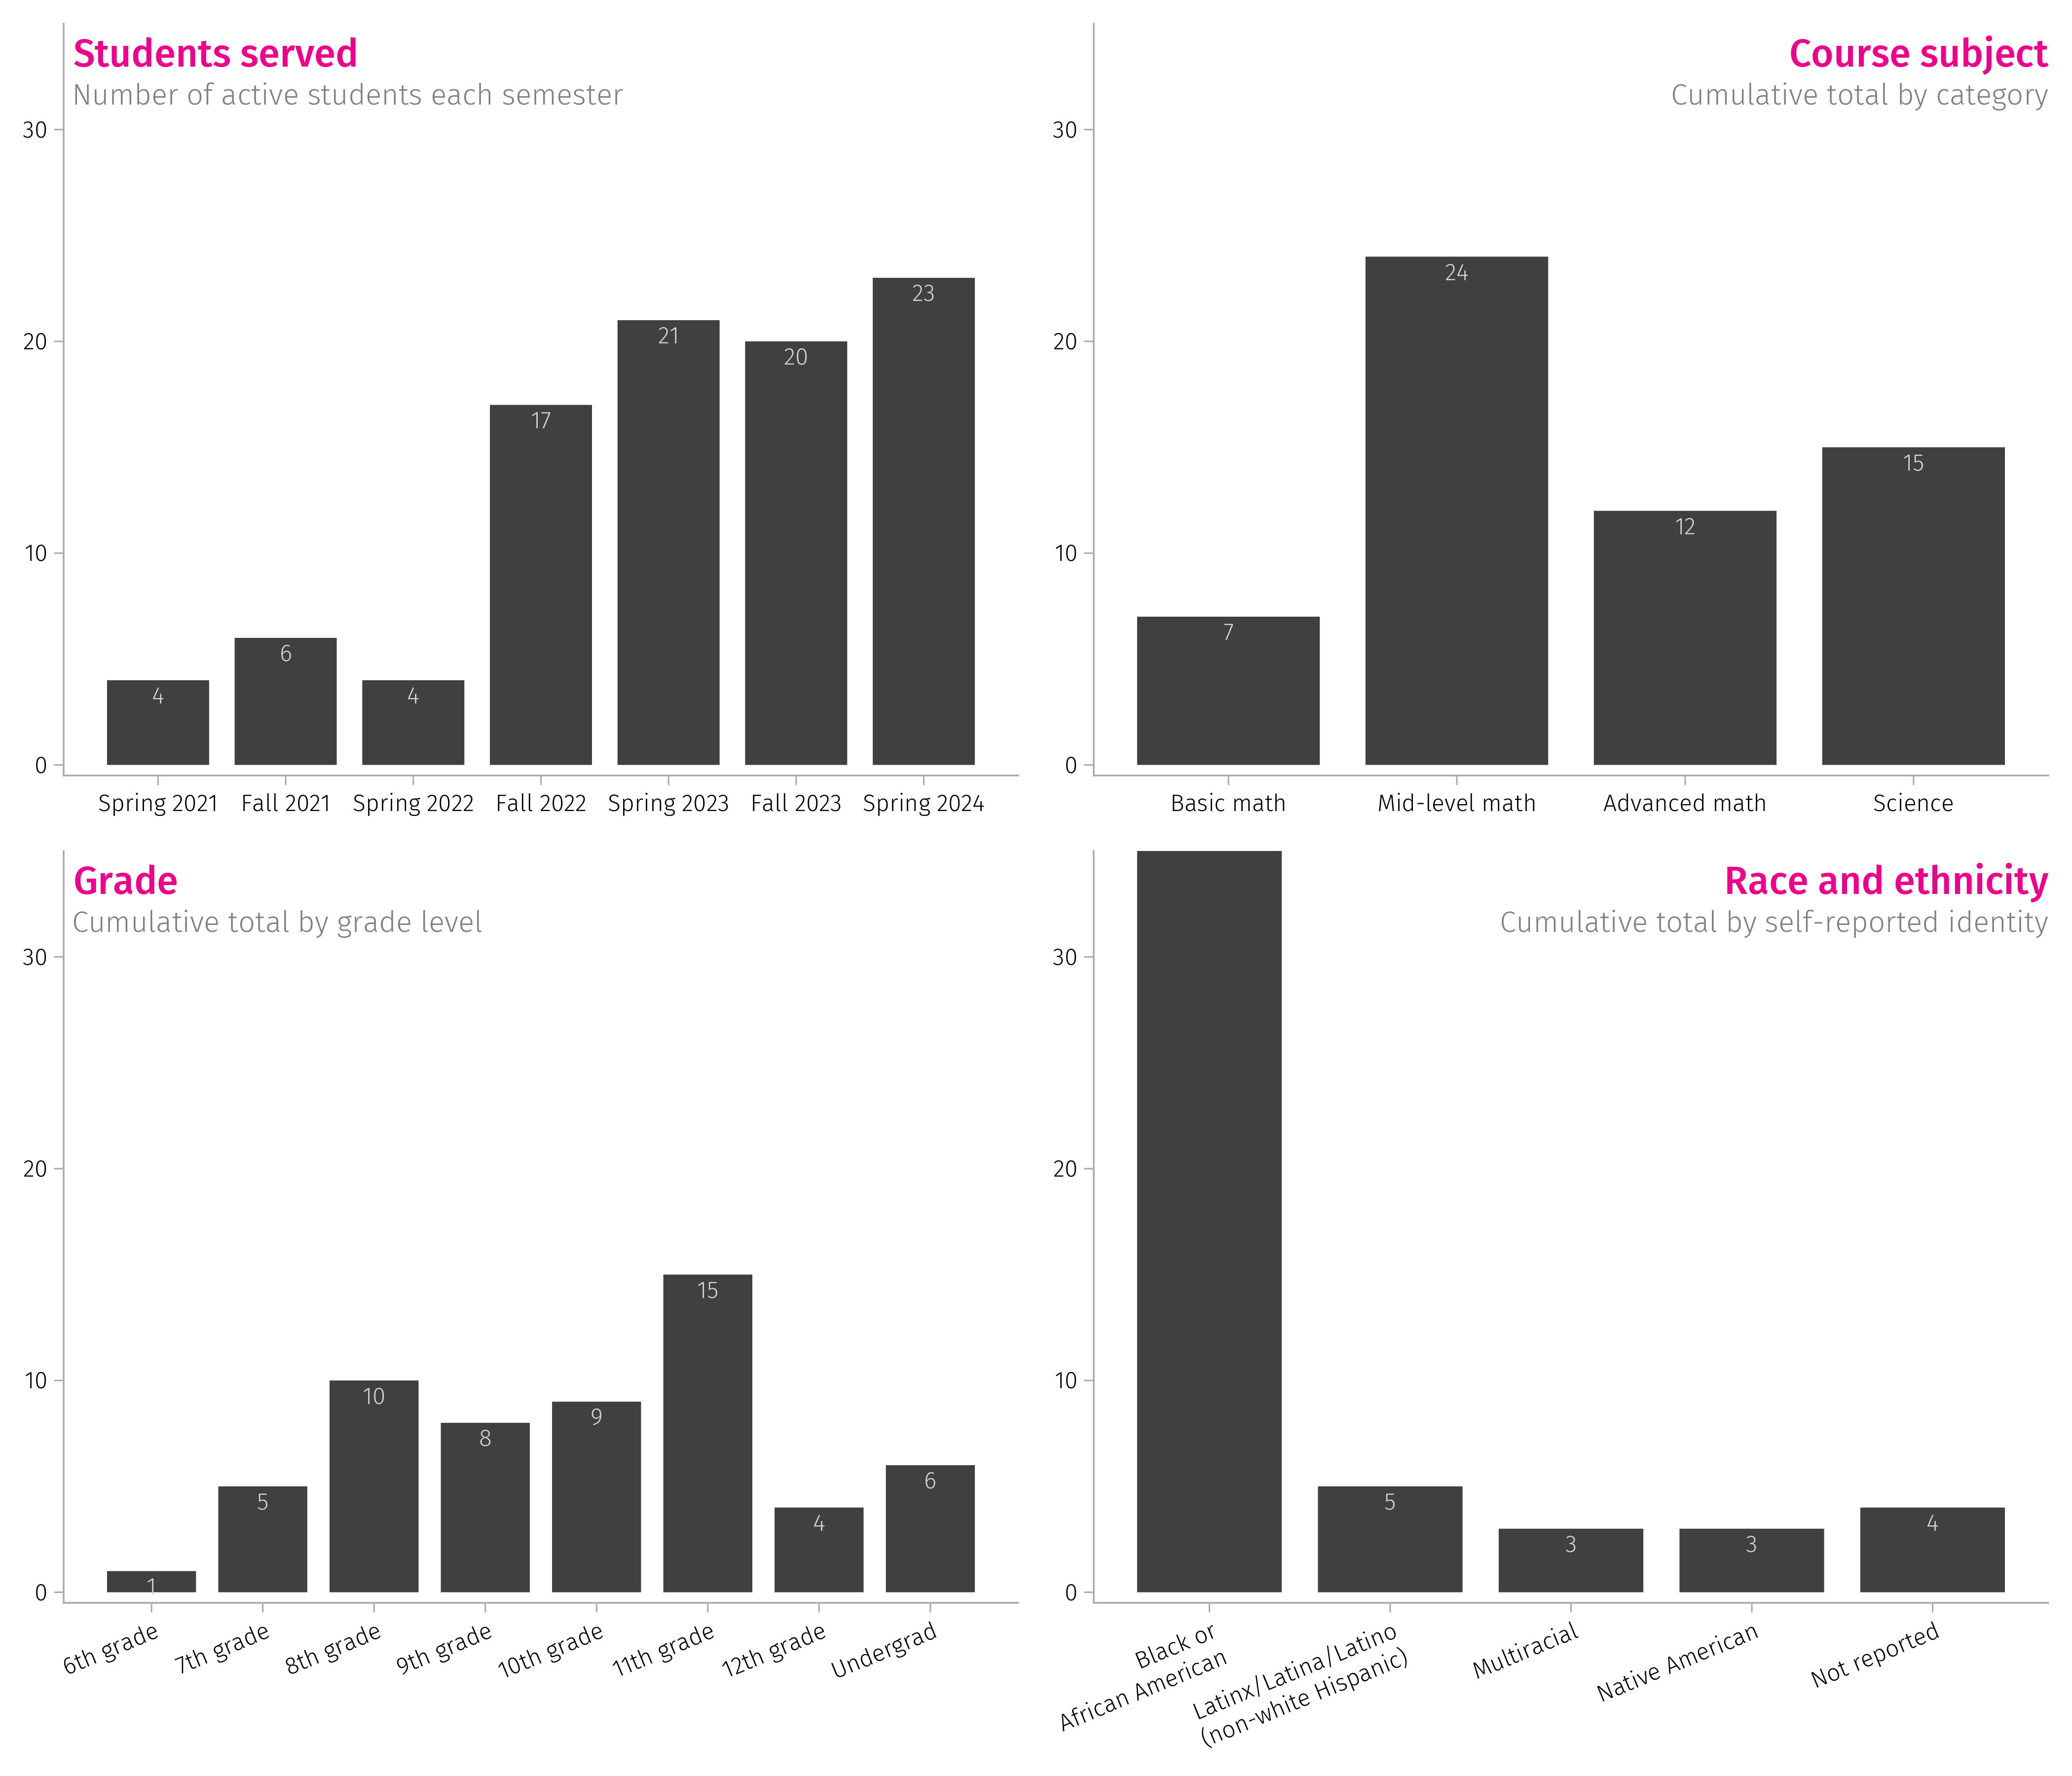 Students served
Number of active students each semester
30
20
10
0
4
6
4
17
21
20
23
Spring 2021
Fall 2021
Spring 2022
Fall 2022
Spring 2023
Fall 2023
Spring 2024
Course subject
Cumulative total by category
30
20
10
0
7
24
12
15
Basic math
Mid-level math
Advanced math
Science
Grade
Cumulative total by grade level
30
20
10
0
1
5
10
8
9
15
4
6
6th grade
7th grade
8th grade
9th grade
10th grade
11th grade
12th grade
Undergrad
Race and ethnicity
Cumulative total by self-reported identity
30
20
10
0
5
3
3
4
Black or
African American
Latinx/Latina/Latino
(non-white Hispanic)
Multiracial
Native American
Not reported